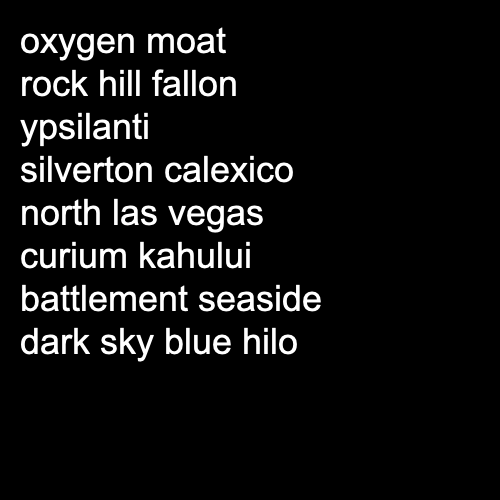 oxygen moat
rock hill fallon
ypsilanti
silverton calexico
north las vegas
curium kahului
battlement seaside
dark sky blue hilo